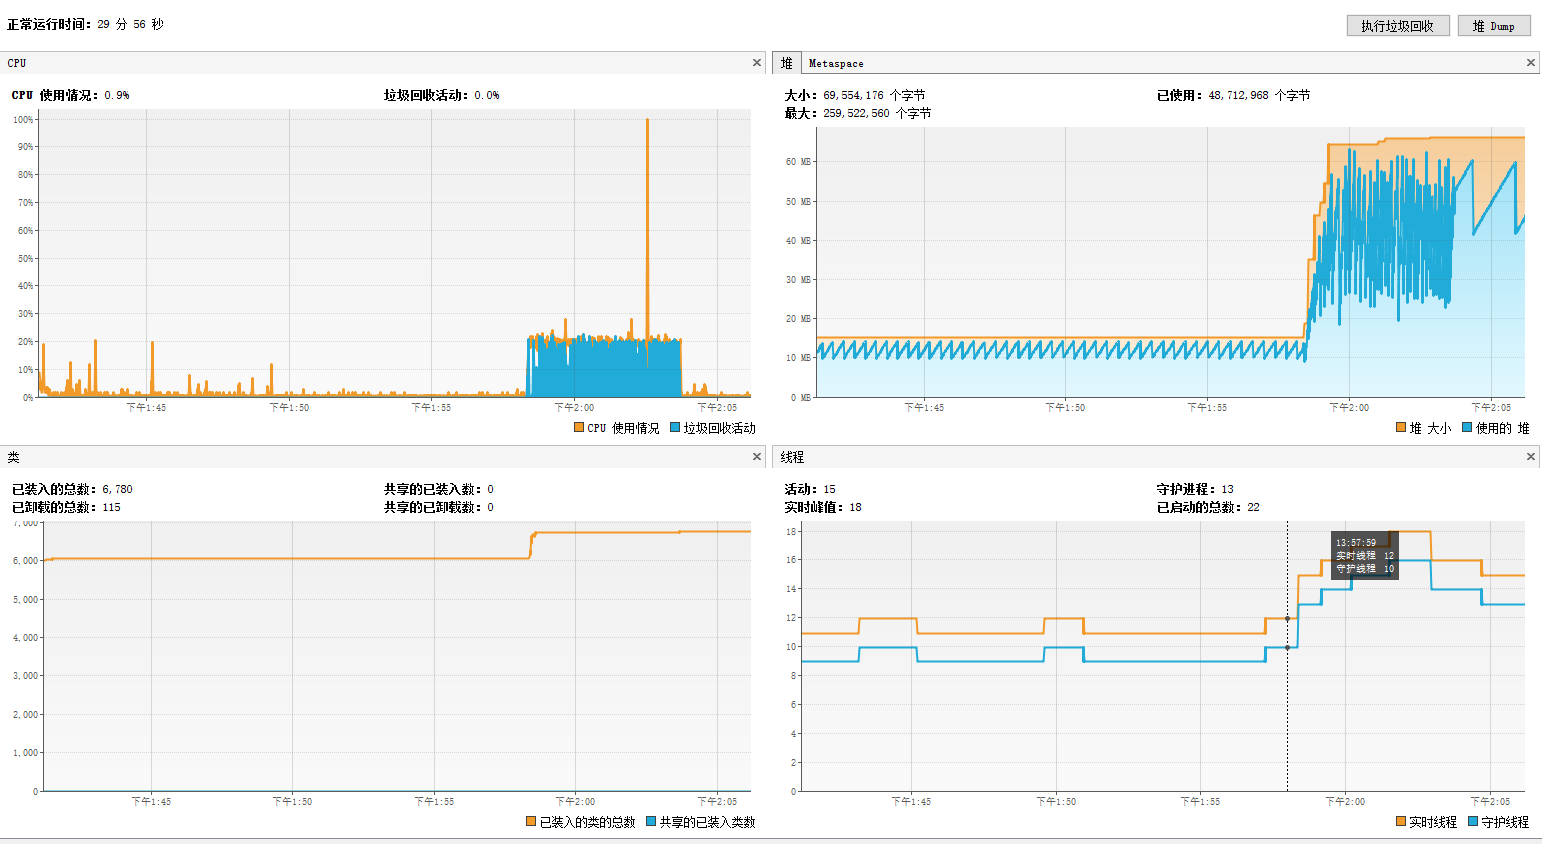 正常运行时间：29 分 56 秒
执行垃圾回收
堆 Dump
CPU
CPU 使用情况：0.9%
垃圾回收活动：0.0%
100%
90%
80%
70%
60%
50%
40%
30%
20%
10%
0%
下午1:45
下午1:50
下午1:55
下午2:00
下午2:05
CPU 使用情况
垃圾回收活动
堆
Metaspace
大小：69,554,176 个字节
已使用：48,712,968 个字节
最大：259,522,560 个字节
60 MB
50 MB
40 MB
30 MB
20 MB
10 MB
0 MB
下午1:45
下午1:50
下午1:55
下午2:00
下午2:05
堆 大小
使用的 堆
类
已装入的总数：6,780
共享的已装入数：0
已卸载的总数：115
共享的已卸载数：0
7,000
6,000
5,000
4,000
3,000
2,000
1,000
0
下午1:45
下午1:50
下午1:55
下午2:00
下午2:05
已装入的类的总数
共享的已装入类数
线程
活动：15
守护进程：13
实时峰值：18
已启动的总数：22
18
16
14
12
10
8
6
4
2
0
13:57:59
实时线程 12
守护线程 10
下午1:45
下午1:50
下午1:55
下午2:00
下午2:05
实时线程
守护线程